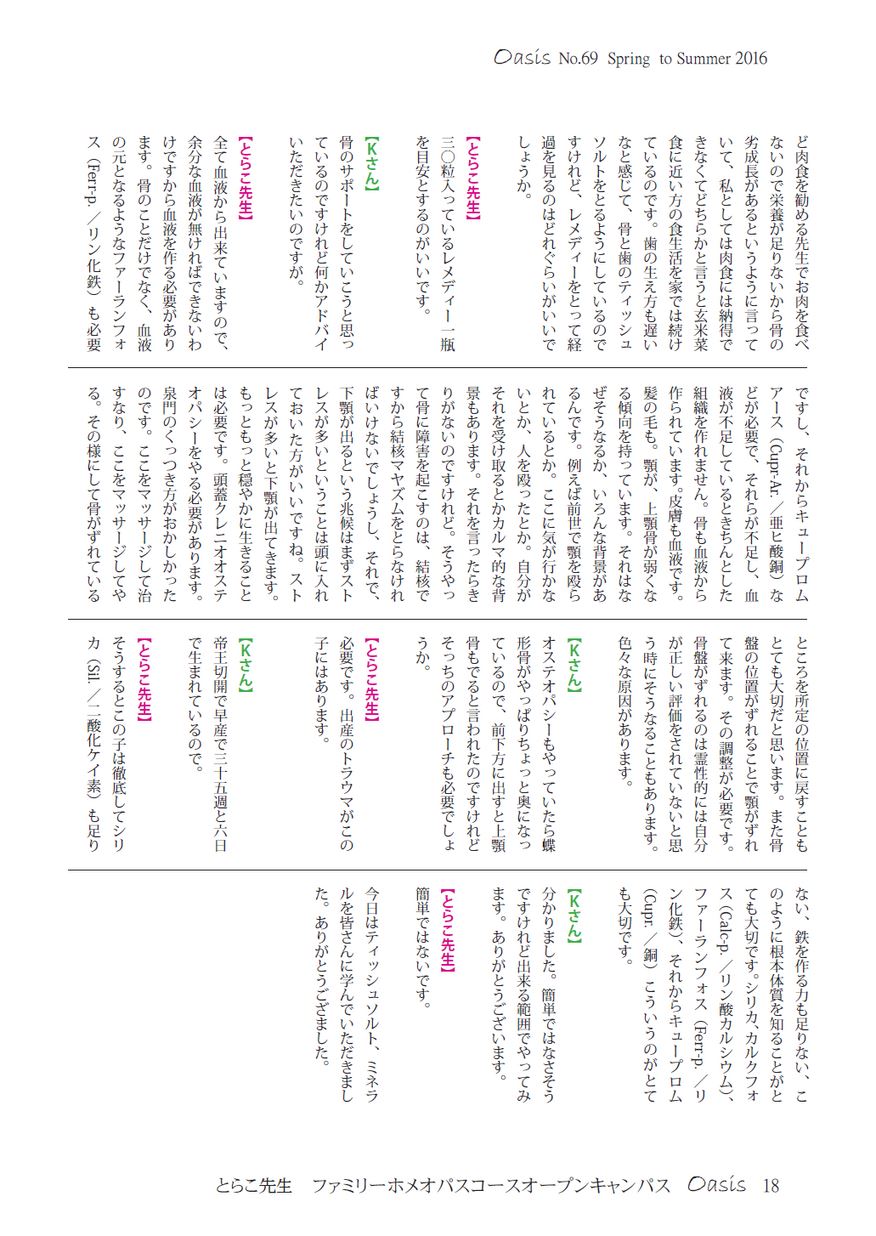 Oasis No.69 Spring to Summer 2016
ど肉食を勧める先生でお肉を食べ
ないので栄養が足りないから骨の
劣成長があるというように言って
いて、私としては肉食には納得で
きなくてどちらかと言うと玄米菜
食に近い方の食生活を家では続け
ているのです。歯の生え方も遅い
なと感じて、骨と歯のティッシュ
ソルトをとるようにしているので
すけれど、レメディーをとって経
過を見るのはどれぐらいがいいで
しょうか。
【とらこ先生】
三〇粒入っているレメディー一瓶
を目安とするのがいいです。
【Kさん】
骨のサポートをしていこうと思っ
ているのですけれど何かアドバイ
いただきたいのですが。
【とらこ先生】
全て血液から出来ていますので、
余分な血液が無ければできないわ
けですから血液を作る必要があり
ます。骨のことだけでなく、血液
の元となるようなファーランフォ
ス（Ferr-p.／リン化鉄）も必要
ですし、それからキュープロム
アース（Cupr-Ar.／亜ヒ酸銅）な
どが必要で、それらが不足し、血
液が不足しているときちんとした
組織を作れません。骨も血液から
作られています。皮膚も血液です。
髪の毛も。顎が、上顎骨が弱くな
る傾向を持っています。それはな
ぜそうなるか、いろんな背景があ
るんです。例えば前世で顎を殴ら
れているとか。ここに気が行かな
いとか、人を殴ったとか。自分が
それを受け取るとかカルマ的な背
景もあります。それを言ったらき
りがないのですけれど。そうやっ
て骨に障害を起こすのは、結核で
すから結核マヤズムをとらなけれ
ばいけないでしょうし、それで、
下顎が出るという兆候はまずスト
レスが多いということは頭に入れ
ておいた方がいいですね。スト
レスが多いと下顎が出てきます。
もっともっと穏やかに生きること
は必要です。頭蓋クレニオオステ
オパシーをやる必要があります。
泉門のくっつき方がおかしかった
のです。ここをマッサージして治
すなり、ここをマッサージしてや
る。その様にして骨がずれている
ところを所定の位置に戻すことも
とても大切だと思います。また骨
盤の位置がずれることで顎がずれ
て来ます。その調整が必要です。
骨盤がずれるのは霊性的には自分
が正しい評価をされていないと思
う時にそうなることもあります。
色々な原因があります。
【Kさん】
オステオパシーもやっていたら蝶
形骨がやっぱりちょっと奥になっ
ているので、前下方に出すと上顎
骨もでると言われたのですけれど
そっちのアプローチも必要でしょ
うか。
【とらこ先生】
必要です。出産のトラウマがこの
子にはあります。
【Kさん】
帝王切開で早産で三十五週と六日
で生まれているので。
【とらこ先生】
そうするとこの子は徹底してシリ
カ（Sil.／二酸化ケイ素）も足り
ない、鉄を作る力も足りない、こ
のように根本体質を知ることがと
ても大切です。シリカ、カルクフォ
ス（Calc-p.／リン酸カルシウム）、
ファーランフォス（Ferr-p.／リ
ン化鉄）、それからキュープロム
（Cupr.／銅）こういうのがとて
も大切です。
【Kさん】
分かりました。簡単ではなさそう
ですけれど出来る範囲でやってみ
ます。ありがとうございます。
【とらこ先生】
簡単ではないです。
今日はティッシュソルト、ミネラ
ルを皆さんに学んでいただきまし
た。ありがとうござました。
とらこ先生　ファミリーホメオパスコースオープンキャンパス Oasis 18